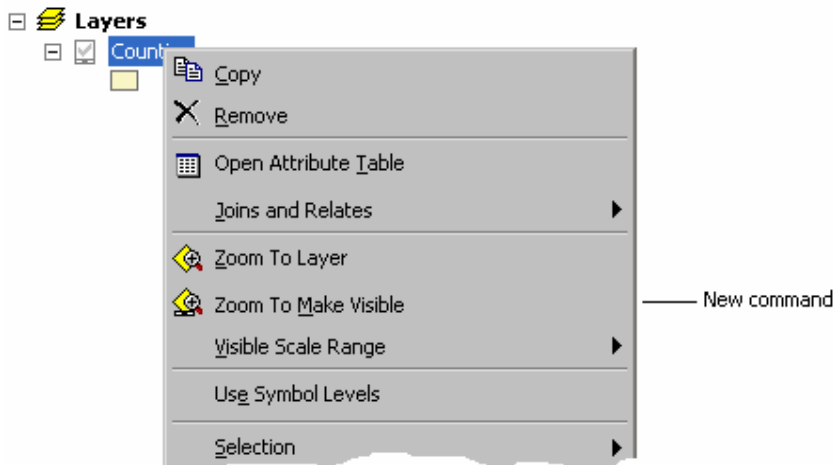 Layers
Count
Copy
Remove
Open Attribute Table
Joins and Relates
Zoom To Layer
Zoom To Make Visible
New command
Visible Scale Range
Use Symbol Levels
Selection